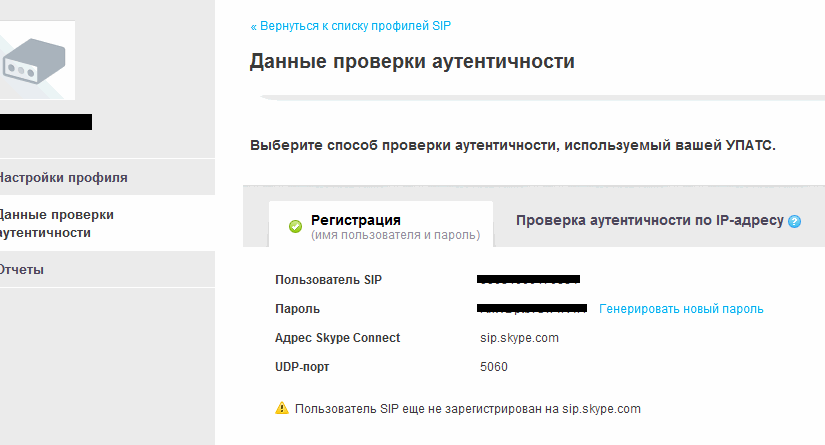 « Вернуться к списку профилей SIP
Данные проверки аутентичности
Выберите способ проверки аутентичности, используемый вашей УПАТС.
Настройки профиля
Данные проверки
аутентичности
Отчеты
Регистрация
(имя пользователя и пароль)
Проверка аутентичности по IP-адресу ?
Пользователь SIP
Пароль
Генерировать новый пароль
Адрес Skype Connect
sip.skype.com
UDP-порт
5060
Пользователь SIP еще не зарегистрирован на sip.skype.com